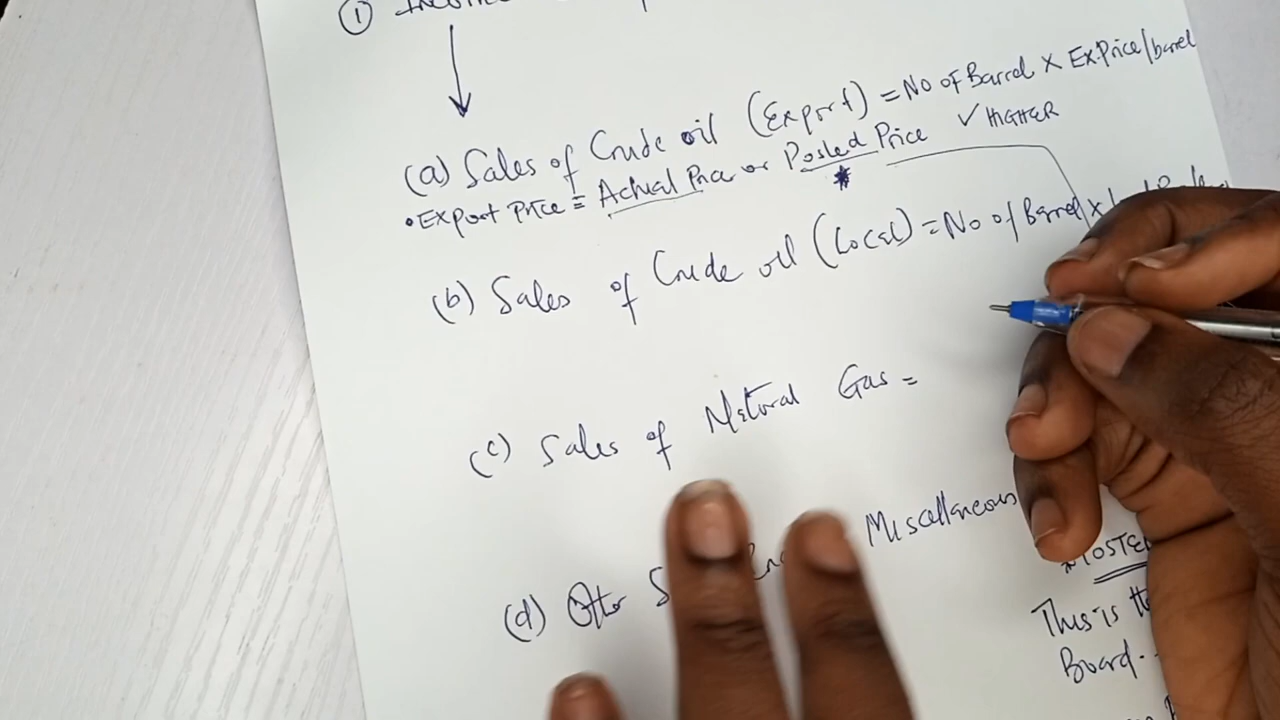 ①
(a) Sales of Crude oil (Export) = No of Barrel X Ex.Price/barrel
• Export Price = Actual Price or Posted Price ✓ HIGHER
*
(b) Sales of Crude oil (Local) = No of Barrel X
(c) Sales of Natural Gas =
(d) Other Miscellaneous
This is
Board.